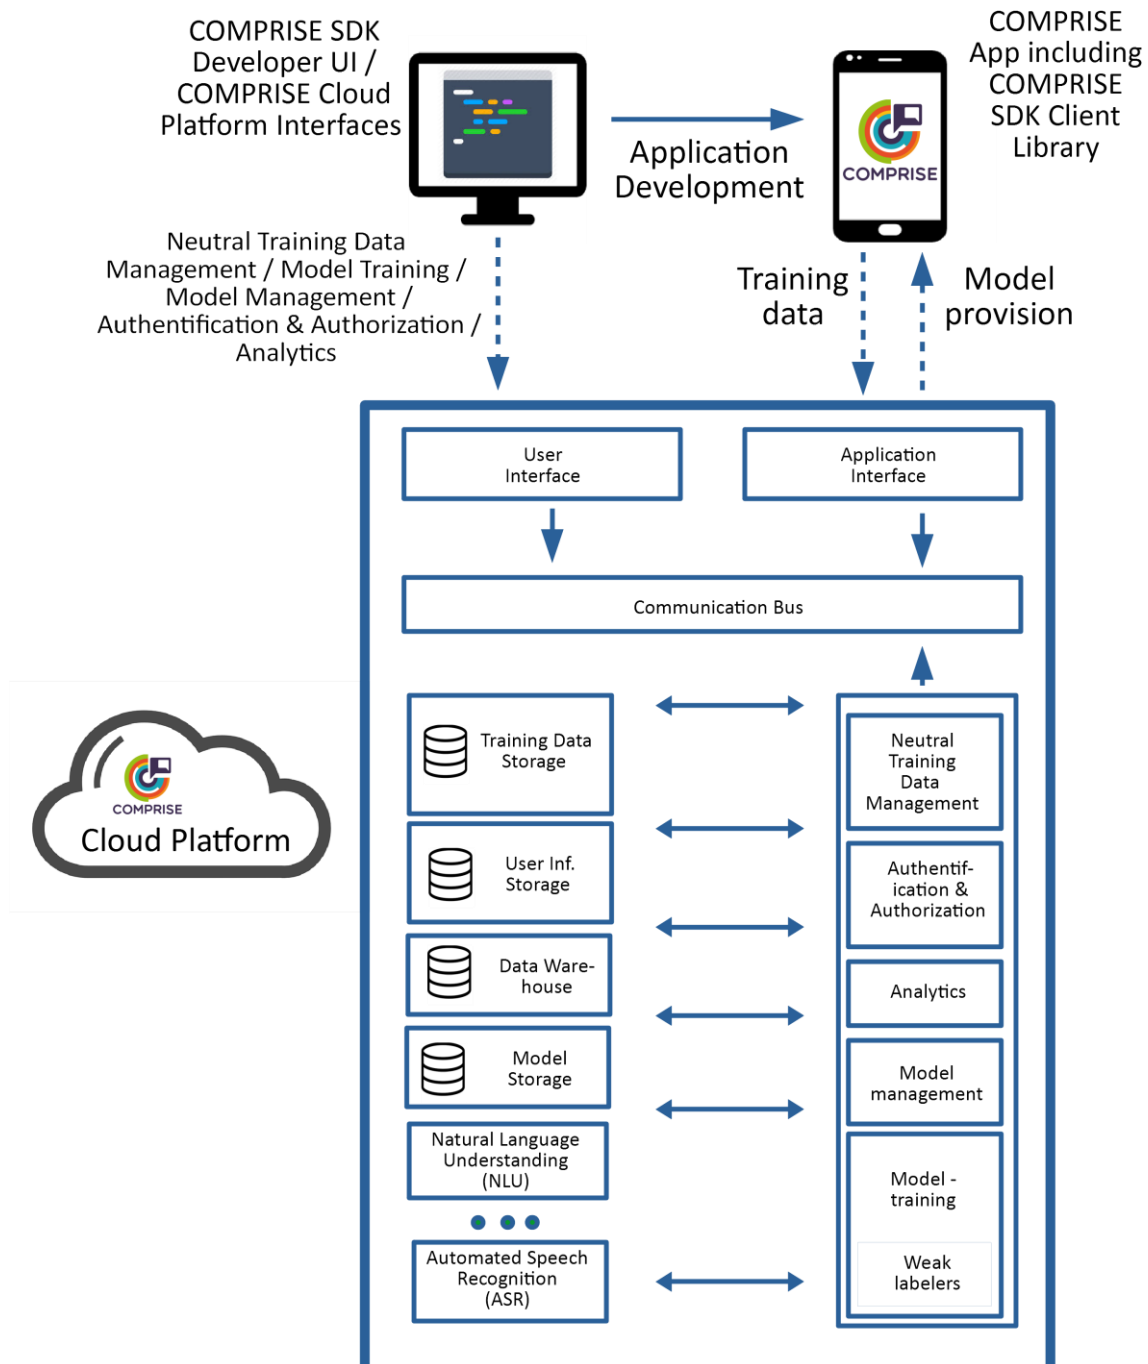 COMPRISE SDK
Developer UI /
COMPRISE Cloud
Platform Interfaces
Application
Development
COMPRISE
COMPRISE
App including
COMPRISE
SDK Client
Library
Neutral Training Data
Management / Model Training /
Model Management /
Authentification & Authorization /
Analytics
Training
data
Model
provision
User
Interface
Application
Interface
Communication Bus
COMPRISE
Cloud Platform
Training Data
Storage
User Inf.
Storage
Data Ware-
house
Model
Storage
Natural Language
Understanding
(NLU)
Automated Speech
Recognition
(ASR)
Neutral
Training
Data
Management
Authentif-
ication &
Authorization
Analytics
Model
management
Model -
training
Weak
labelers